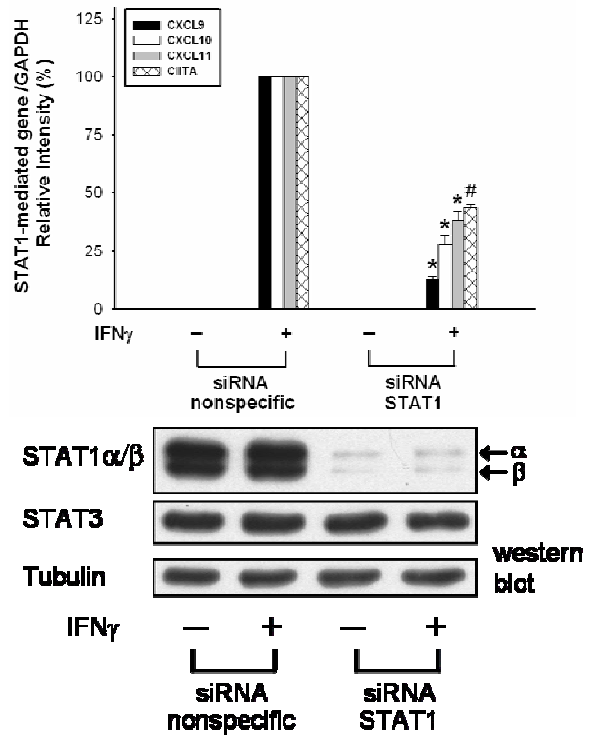 STAT1-mediated gene /GAPDH
Relative Intensity (%)
125
100
75
50
25
0
CXCL9
CXCL10
CXCL11
CIITA
* * * #
IFNγ − + − +
siRNA nonspecific
siRNA STAT1
STAT1α/β
α
β
STAT3
Tubulin
western
blot
IFNγ − + − +
siRNA nonspecific
siRNA STAT1